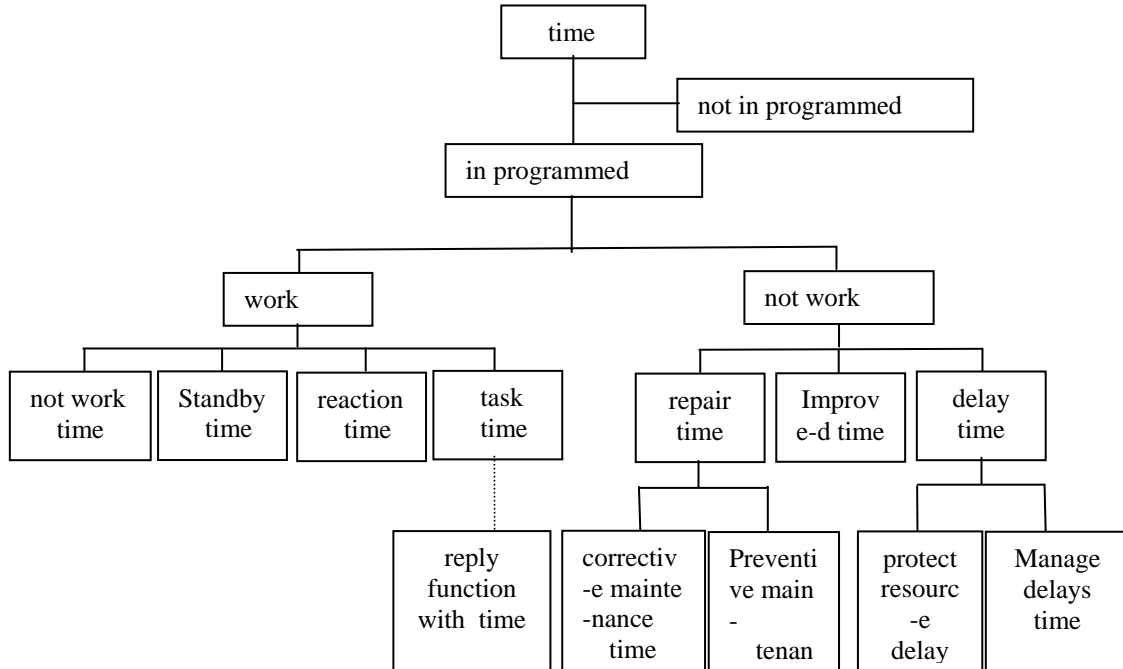 time
not in programmed
in programmed
work
not work
not work
time
Standby
time
reaction
time
task
time
repair
time
Improv
e-d time
delay
time
reply
function
with time
correctiv
-e mainte
-nance
time
Preventi
ve main
-
tenan
protect
resourc
-e
delay
Manage
delays
time